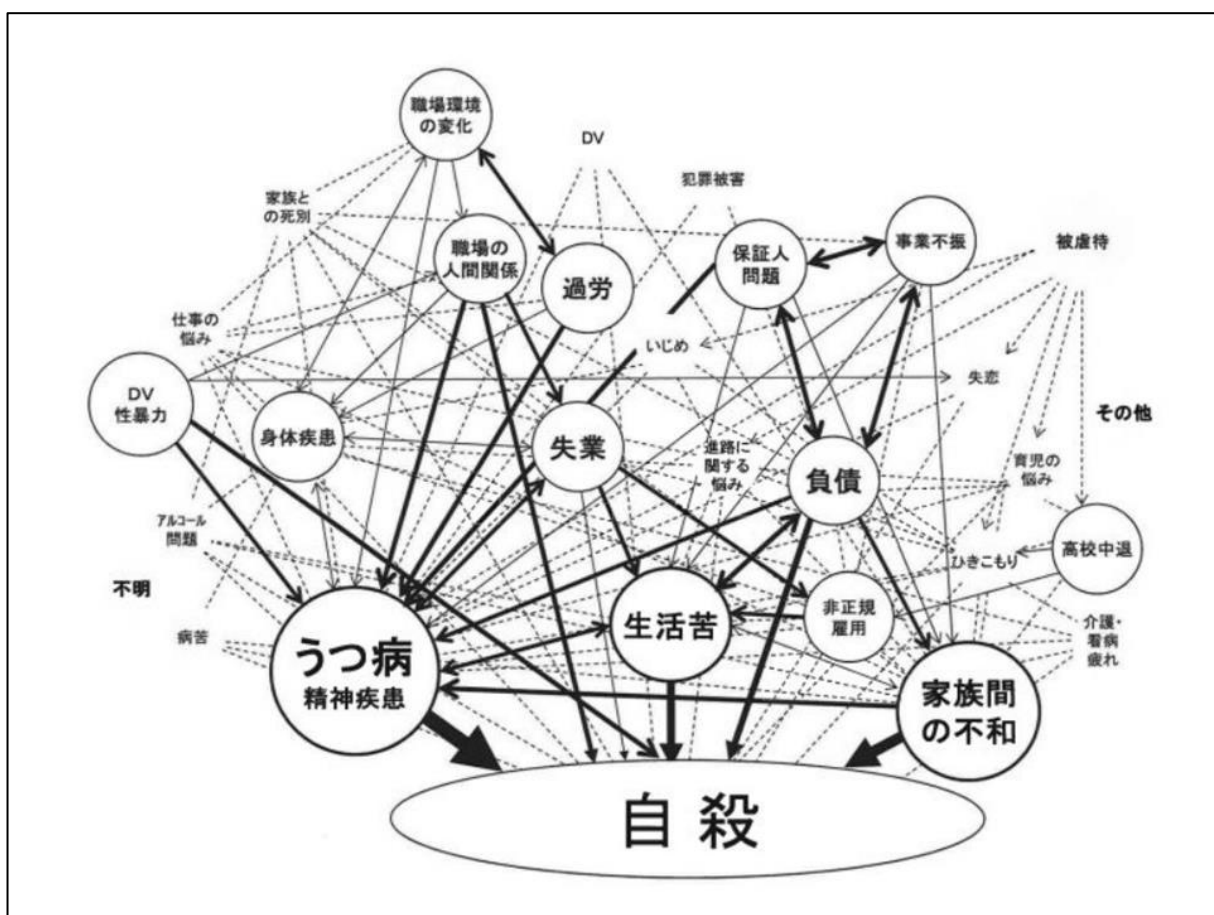 職場環境
の変化
DV
犯罪被害
家族と
の死別
職場の
人間関係
過労
保証人
問題
事業不振
被虐待
仕事の
悩み
いじめ
DV
性暴力
失恋
その他
身体疾患
失業
進路に
関する
悩み
負債
育児の
悩み
アルコール
問題
高校中退
ひきこもり
不明
病苦
うつ病
精神疾患
生活苦
非正規
雇用
介護・
看病
疲れ
家族間
の不和
自殺